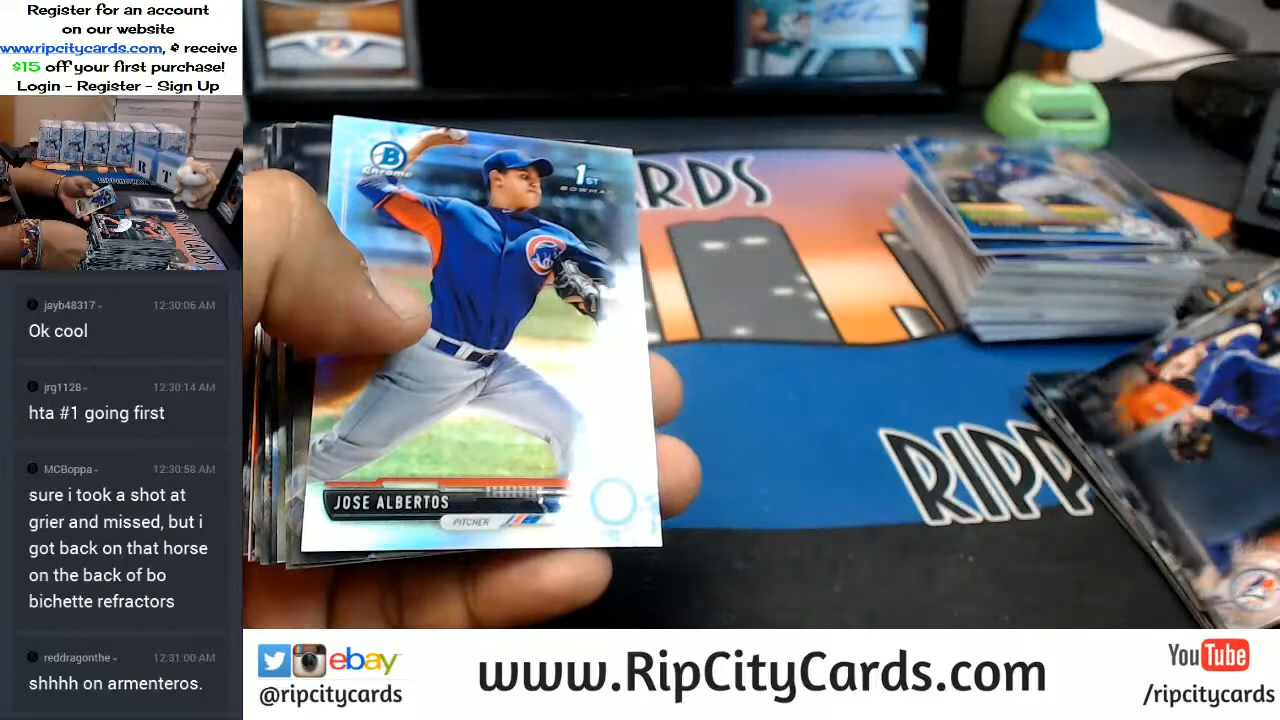 Register for an account
on our website
www.ripcitycards.com, & receive
$15 off your first purchase!
Login - Register - Sign Up
jayb48317
12:30:06 AM
Ok cool
jrg1128
12:30:14 AM
hta #1 going first
MCBoppa
12:30:58 AM
sure i took a shot at
grier and missed, but i
got back on that horse
on the back of bo
bichette refractors
reddragonthe
12:31:00 AM
shhhh on armenteros.
B
CHROME
1ST
BOWMAN
JOSE ALBERTOS
PITCHER
CARDS
RIPP
ebay
@ripcitycards
www.RipCityCards.com
YouTube
/ripcitycards